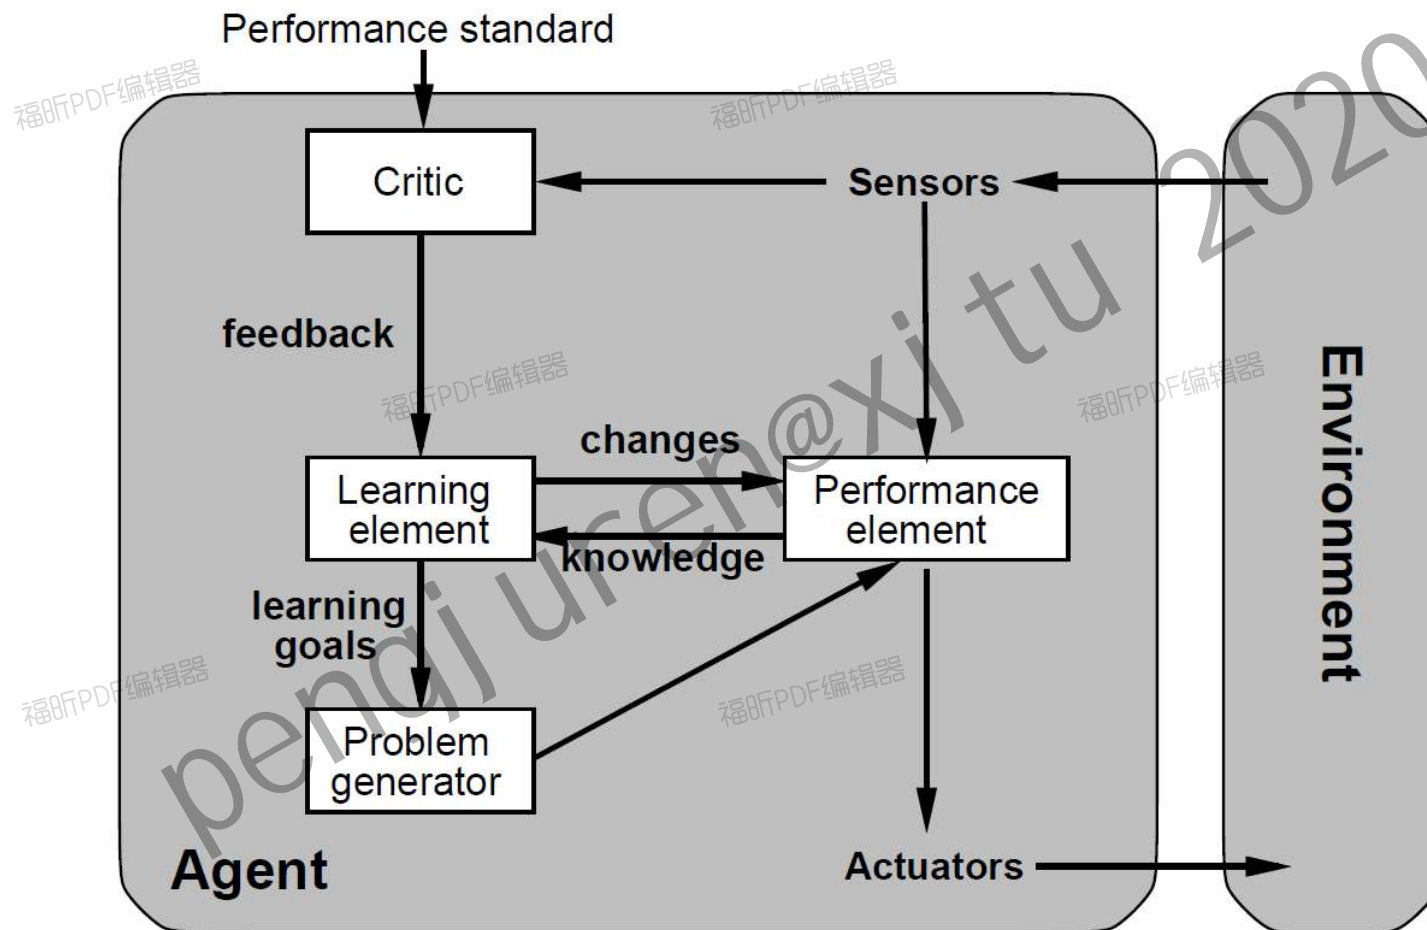 Performance standard
福昕PDF编辑器
福昕PDF编辑器
Critic
Sensors
feedback
福昕PDF编辑器
福昕PDF编辑器
changes
Learning
element
Performance
element
knowledge
learning
goals
福昕PDF编辑器
福昕PDF编辑器
Problem
generator
Agent
Actuators
Environment
pengjuren@xjtu 2020